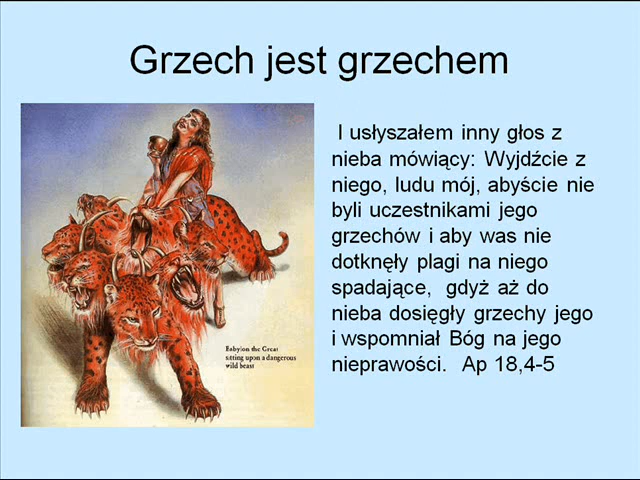 Grzech jest grzechem
I usłyszałem inny głos z
nieba mówiący: Wyjdźcie z
niego, ludu mój, abyście nie
byli uczestnikami jego
grzechów i aby was nie
dotknęły plagi na niego
spadające,  gdyż aż do
nieba dosięgły grzechy jego
i wspomniał Bóg na jego
nieprawości.  Ap 18,4-5
Babylon the Great
sitting upon a dangerous
wild beast